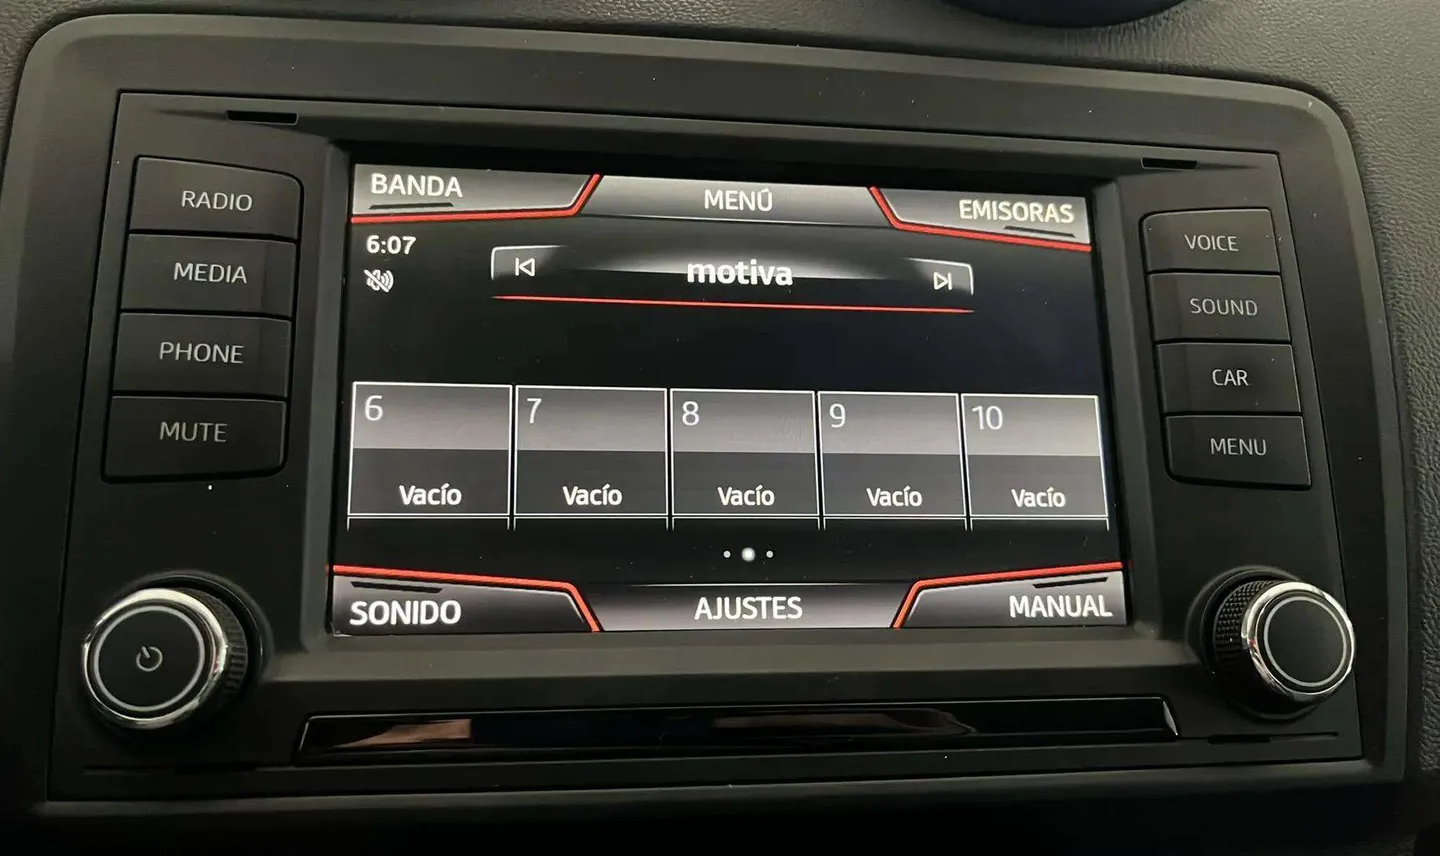 RADIO
MEDIA
PHONE
MUTE
BANDA
MENÚ
EMISORAS
6:07
motiva
6
7
8
9
10
Vacío
Vacío
Vacío
Vacío
Vacío
SONIDO
AJUSTES
MANUAL
VOICE
SOUND
CAR
MENU